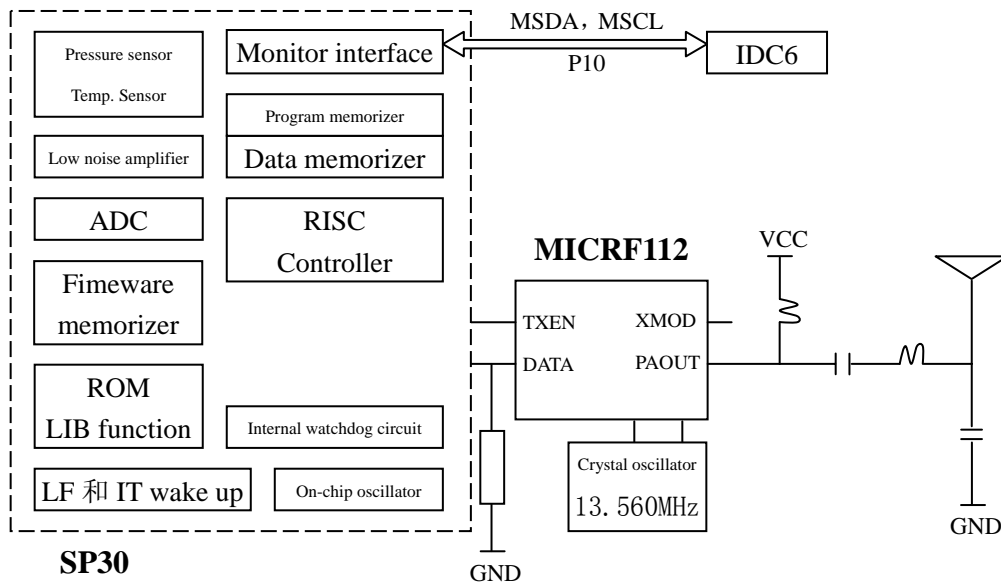 Pressure sensor
Temp. Sensor
Low noise amplifier
ADC
Fimeware
memorizer
ROM
LIB function
LF 和 IT wake up
Monitor interface
Program memorizer
Data memorizer
RISC
Controller
Internal watchdog circuit
On-chip oscillator
SP30
MSDA，MSCL
P10
IDC6
MICRF112
TXEN
XMOD
DATA
PAOUT
Crystal oscillator
13.560MHz
GND
VCC
GND